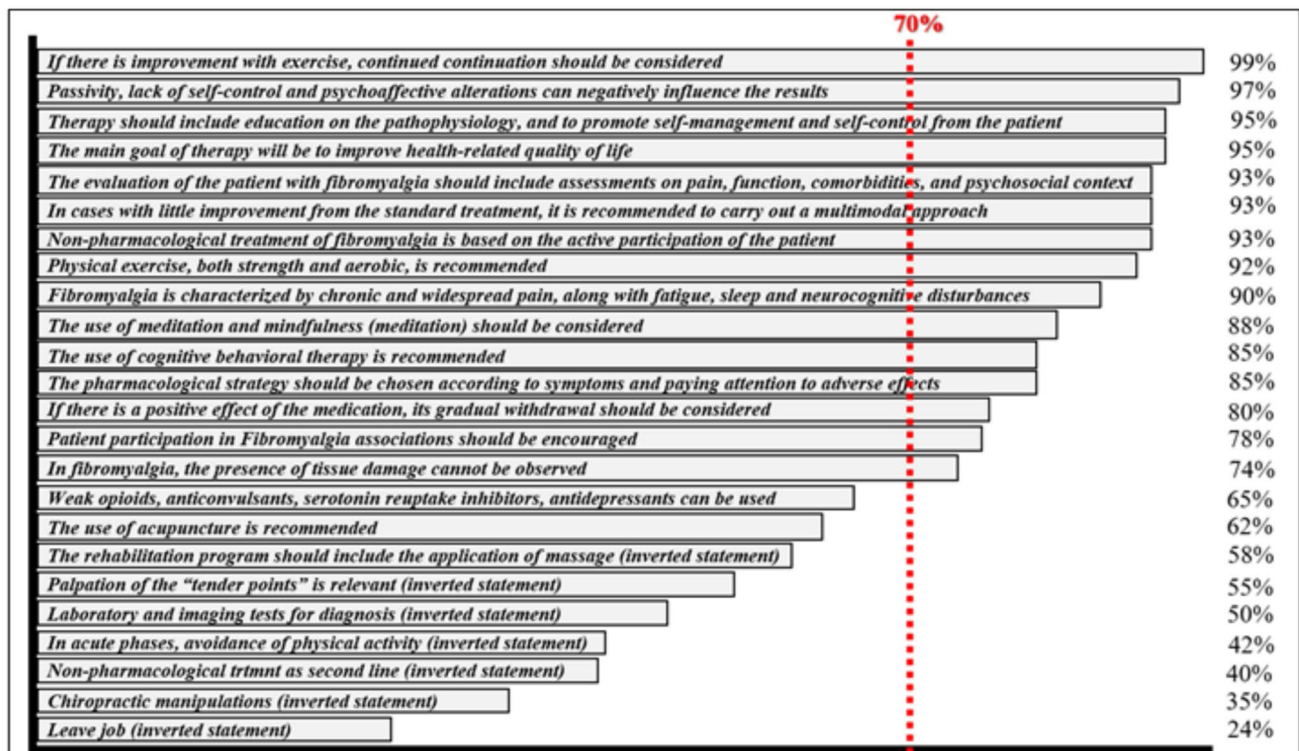 70%
If there is improvement with exercise, continued continuation should be considered 99%
Passivity, lack of self-control and psychoaffective alterations can negatively influence the results 97%
Therapy should include education on the pathophysiology, and to promote self-management and self-control from the patient 95%
The main goal of therapy will be to improve health-related quality of life 95%
The evaluation of the patient with fibromyalgia should include assessments on pain, function, comorbidities, and psychosocial context 93%
In cases with little improvement from the standard treatment, it is recommended to carry out a multimodal approach 93%
Non-pharmacological treatment of fibromyalgia is based on the active participation of the patient 93%
Physical exercise, both strength and aerobic, is recommended 92%
Fibromyalgia is characterized by chronic and widespread pain, along with fatigue, sleep and neurocognitive disturbances 90%
The use of meditation and mindfulness (meditation) should be considered 88%
The use of cognitive behavioral therapy is recommended 85%
The pharmacological strategy should be chosen according to symptoms and paying attention to adverse effects 85%
If there is a positive effect of the medication, its gradual withdrawal should be considered 80%
Patient participation in Fibromyalgia associations should be encouraged 78%
In fibromyalgia, the presence of tissue damage cannot be observed 74%
Weak opioids, anticonvulsants, serotonin reuptake inhibitors, antidepressants can be used 65%
The use of acupuncture is recommended 62%
The rehabilitation program should include the application of massage (inverted statement) 58%
Palpation of the “tender points” is relevant (inverted statement) 55%
Laboratory and imaging tests for diagnosis (inverted statement) 50%
In acute phases, avoidance of physical activity (inverted statement) 42%
Non-pharmacological trtmnt as second line (inverted statement) 40%
Chiropractic manipulations (inverted statement) 35%
Leave job (inverted statement) 24%